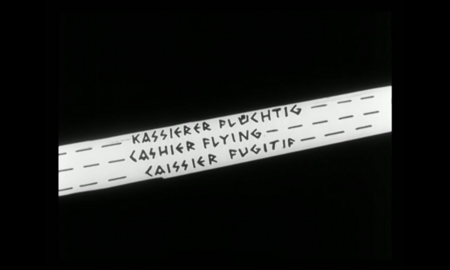 KASSIERER FLÜCHTIG
CASHIER FLYING
CAISSIER FUGITIF